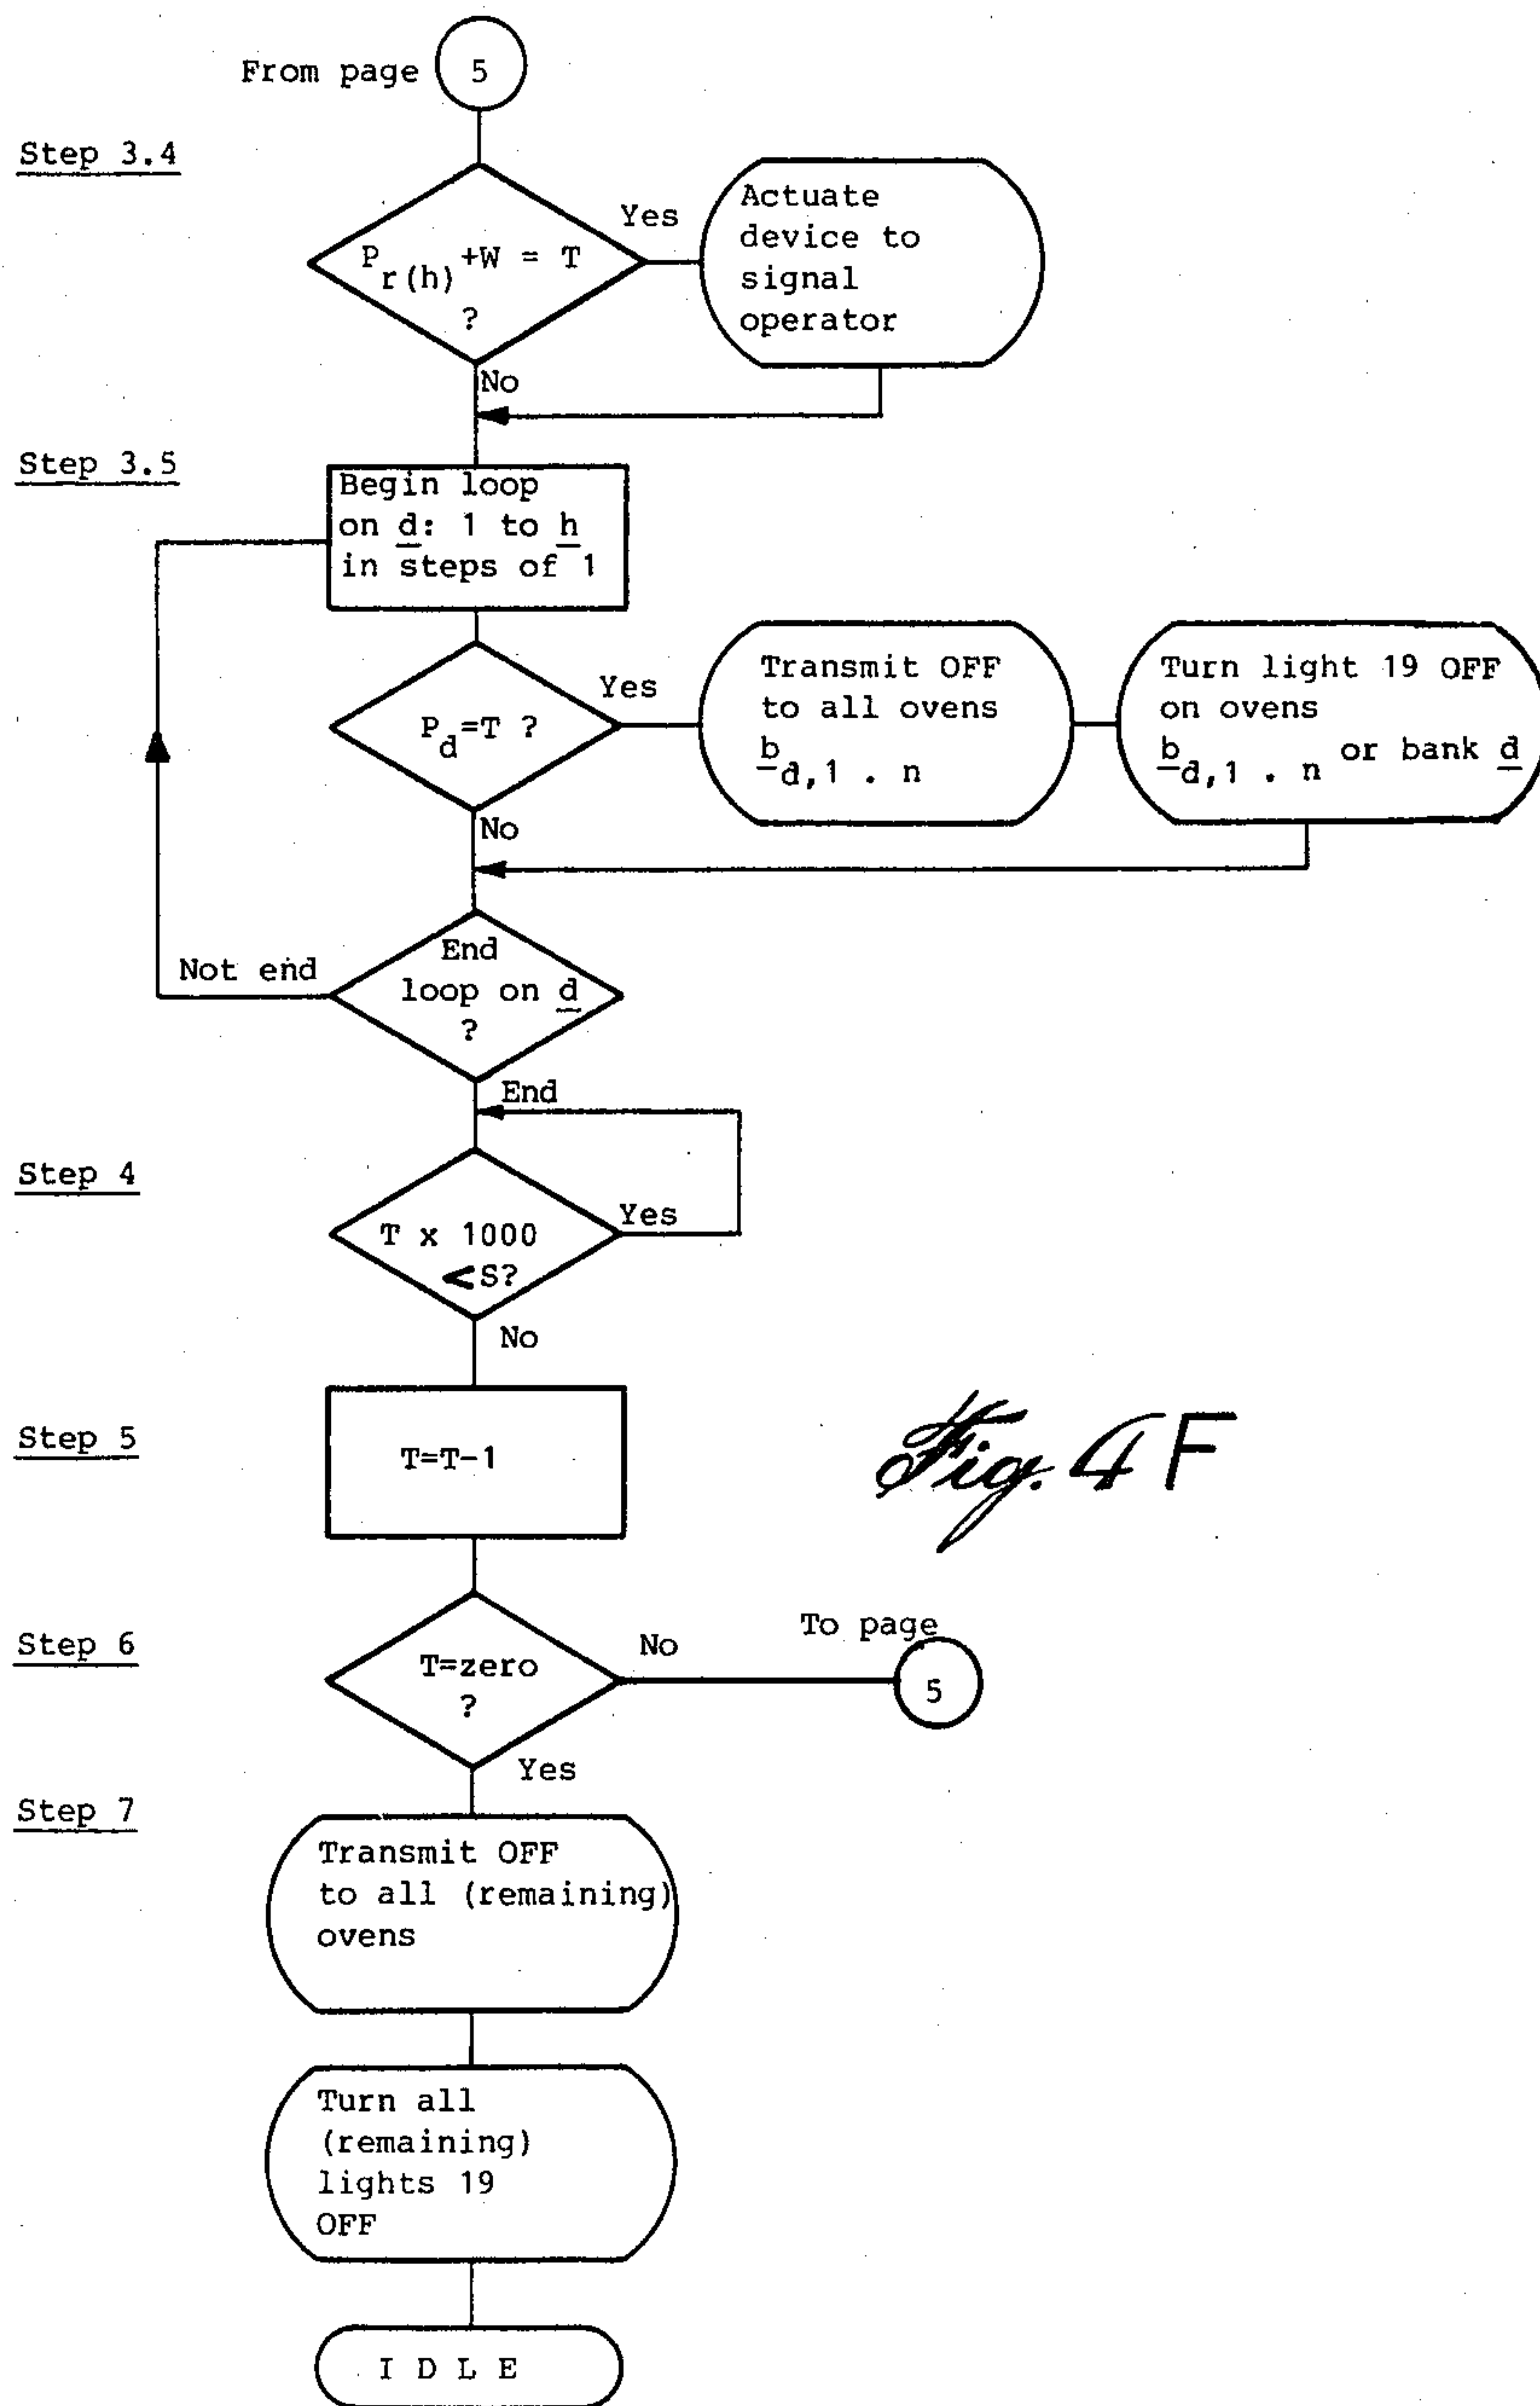 From page 5
Step 3.4
P r(h) +W = T
?
Yes
Actuate
device to
signal
operator
No
Step 3.5
Begin loop
on d: 1 to h
in steps of 1
P d =T ?
Yes
Transmit OFF
to all ovens
b d,1 . n
Turn light 19 OFF
on ovens
b d,1 . n or bank d
No
Not end
End
loop on d
?
End
Step 4
T x 1000
<S?
Yes
No
Step 5
T=T-1
Fig. 4F
Step 6
T=zero
?
No
To page
5
Yes
Step 7
Transmit OFF
to all (remaining)
ovens
Turn all
(remaining)
lights 19
OFF
I D L E